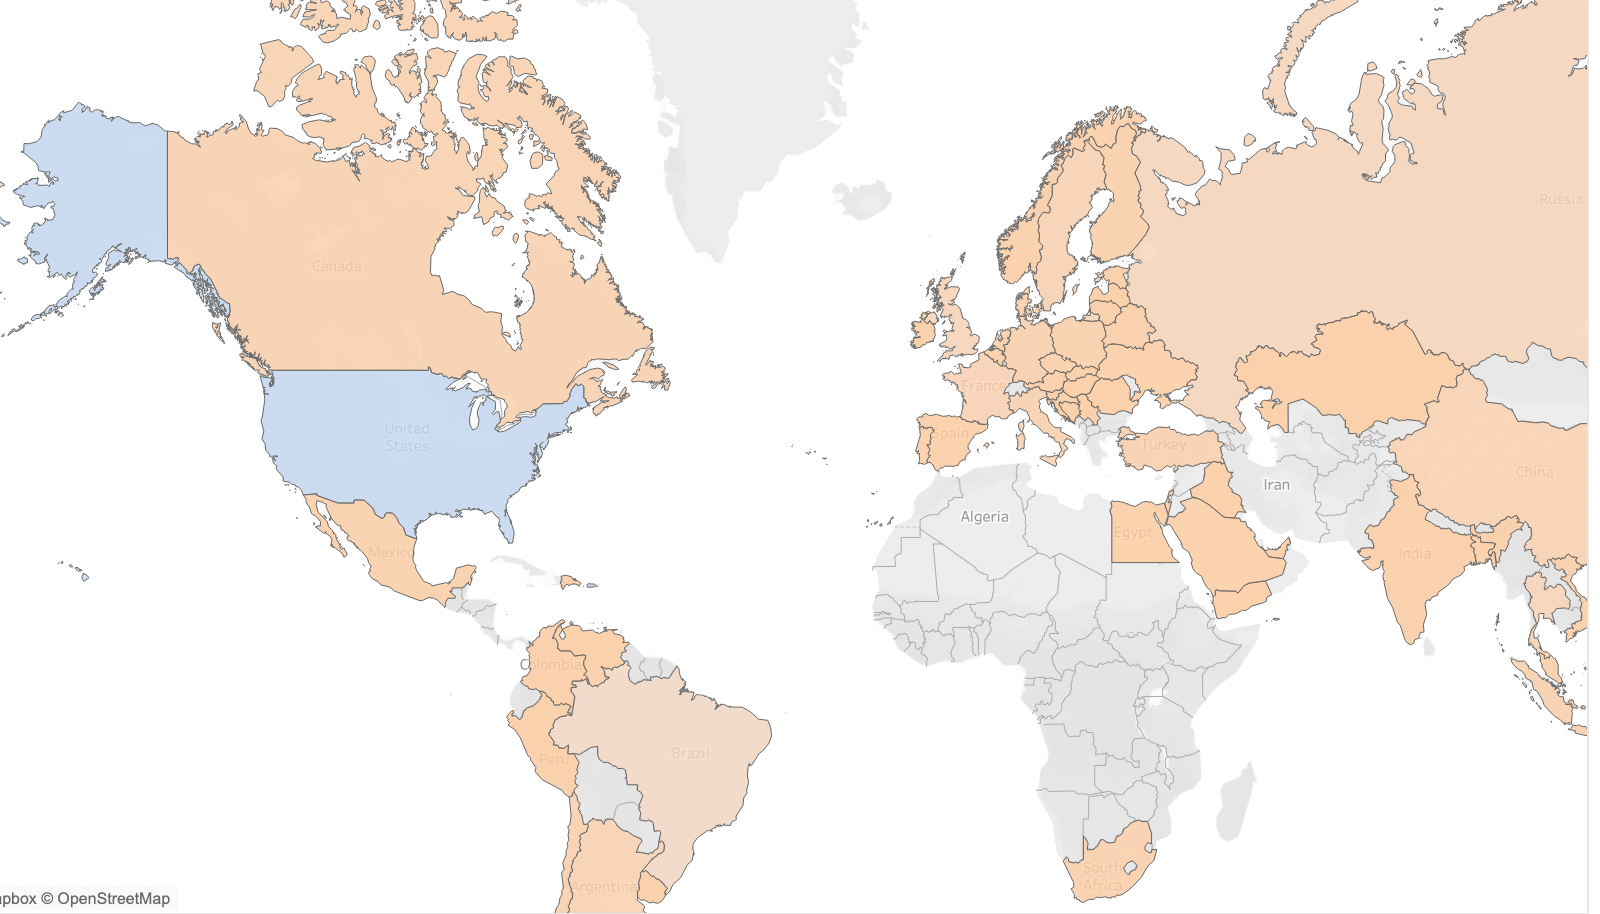 Russia
Canada
France
United
States
Spain
Turkey
China
Iran
Algeria
Egypt
Mexico
India
Colombia
Brazil
Peru
South
Africa
Argentina
pbox © OpenStreetMap